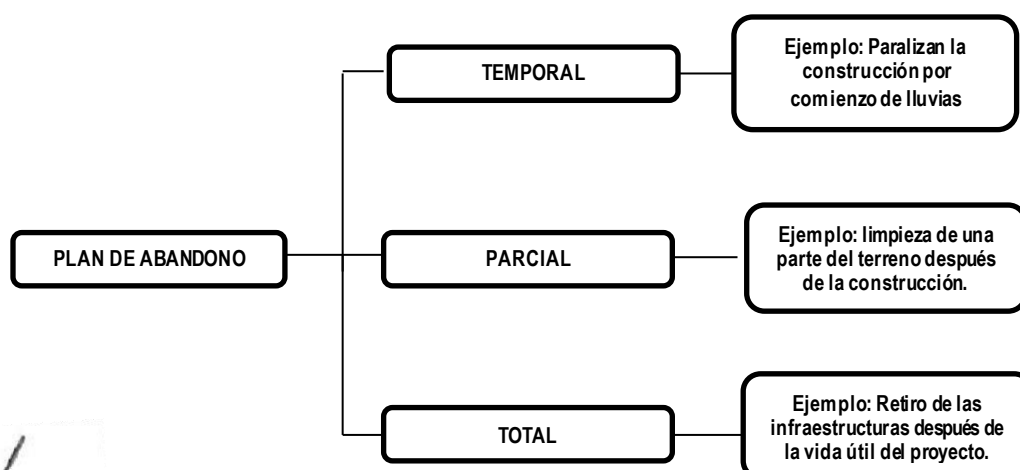 TEMPORAL
Ejemplo: Paralizan la
construcción por
comienzo de lluvias
PLAN DE ABANDONO
PARCIAL
Ejemplo: limpieza de una
parte del terreno después
de la construcción.
TOTAL
Ejemplo: Retiro de las
infraestructuras después de
la vida útil del proyecto.